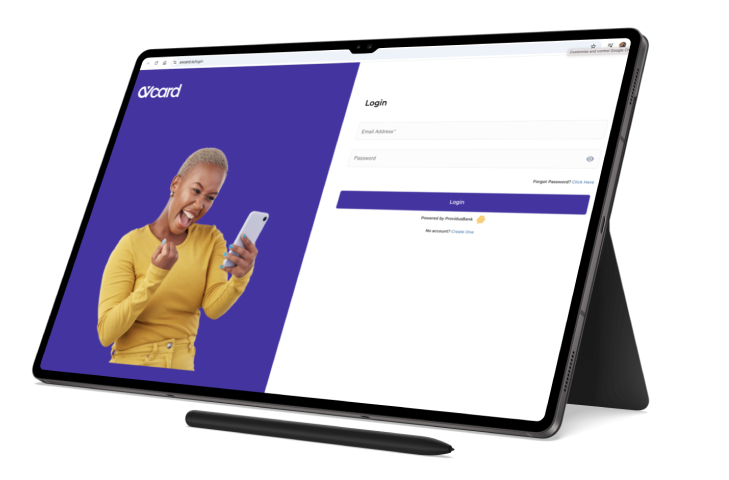 cvcard
Login
Email Address*
Password
Forgot Password? Click Here
Login
Powered by ProvidusBank
No account? Create One